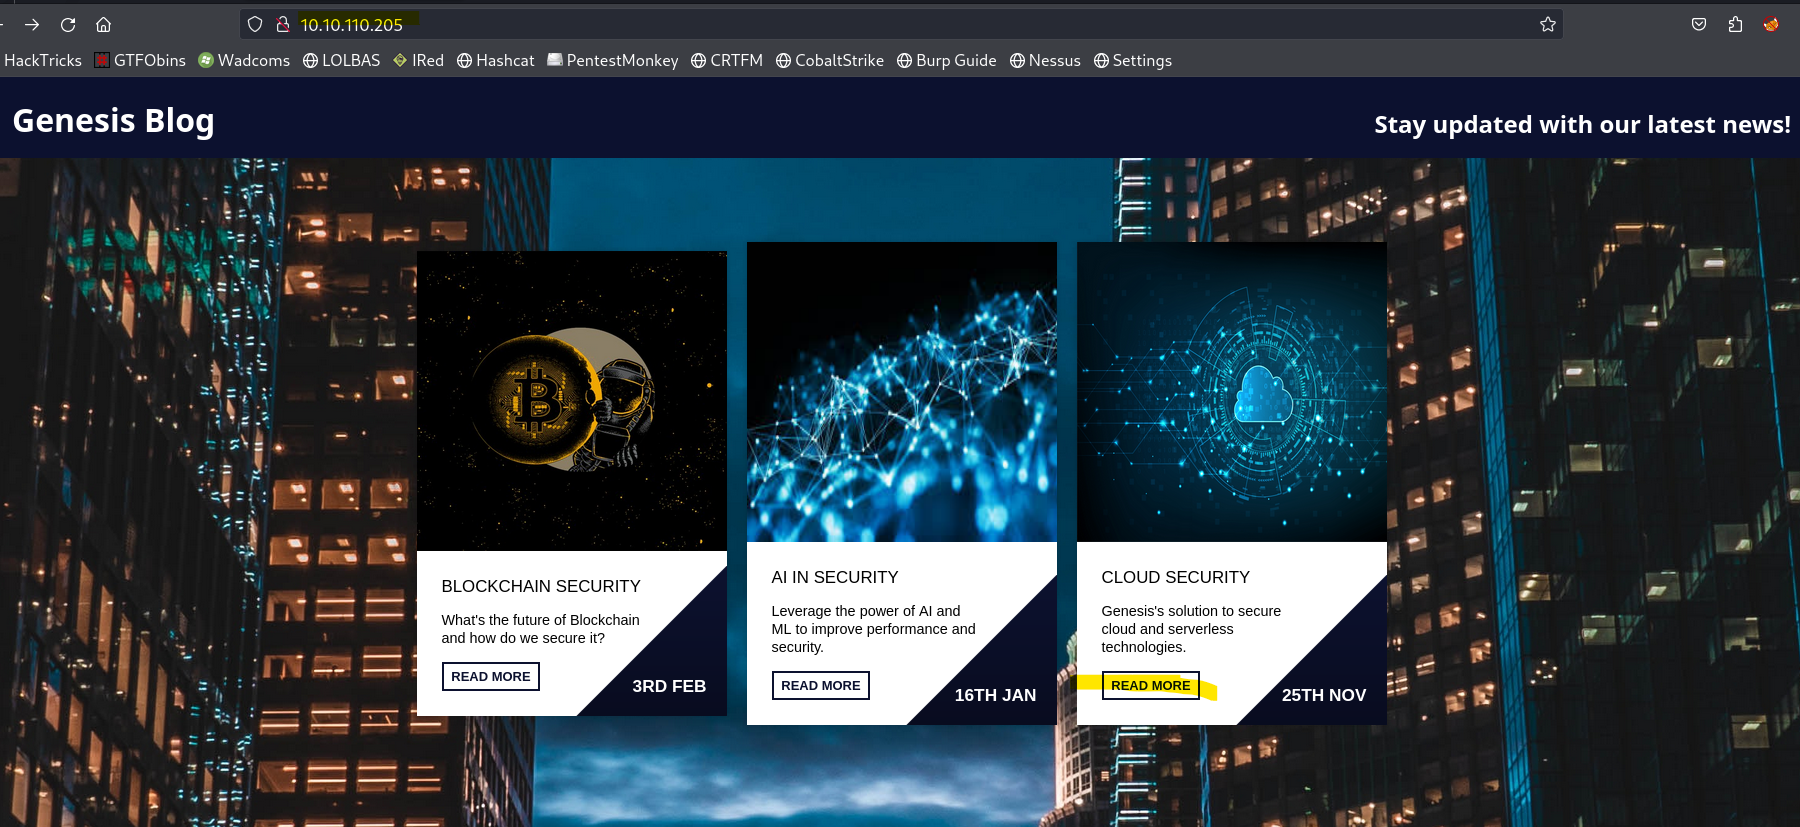 10.10.110.205
HackTricks GTFObins Wadcoms LOLBAS IRed Hashcat PentestMonkey CRTFM CobaltStrike Burp Guide Nessus Settings
Genesis Blog
Stay updated with our latest news!
BLOCKCHAIN SECURITY
What's the future of Blockchain
and how do we secure it?
READ MORE
3RD FEB
AI IN SECURITY
Leverage the power of AI and
ML to improve performance and
security.
READ MORE
16TH JAN
CLOUD SECURITY
Genesis's solution to secure
cloud and serverless
technologies.
READ MORE
25TH NOV